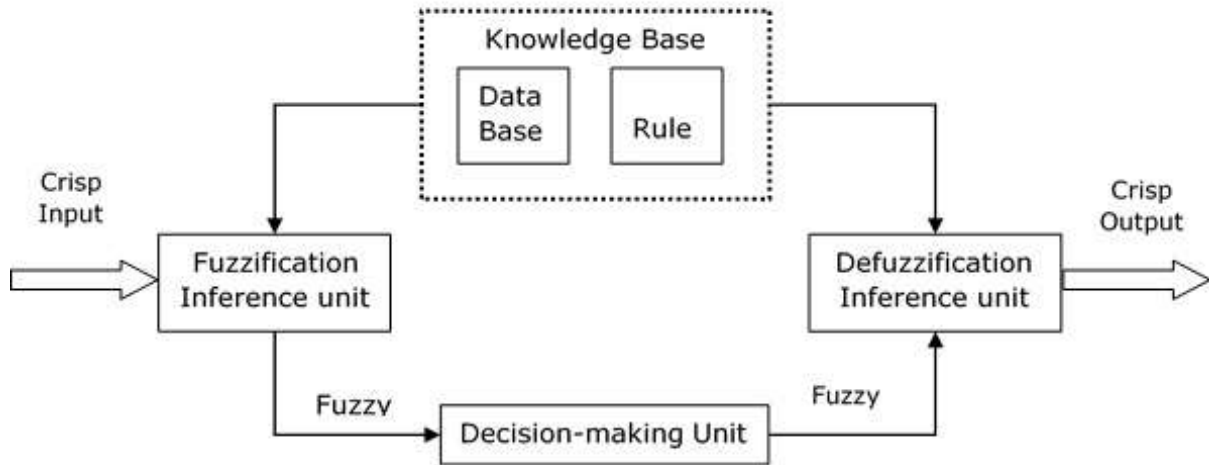 Knowledge Base
Data
Base
Rule
Crisp
Input
Crisp
Output
Fuzzification
Inference unit
Defuzzification
Inference unit
Fuzzy
Fuzzy
Decision-making Unit